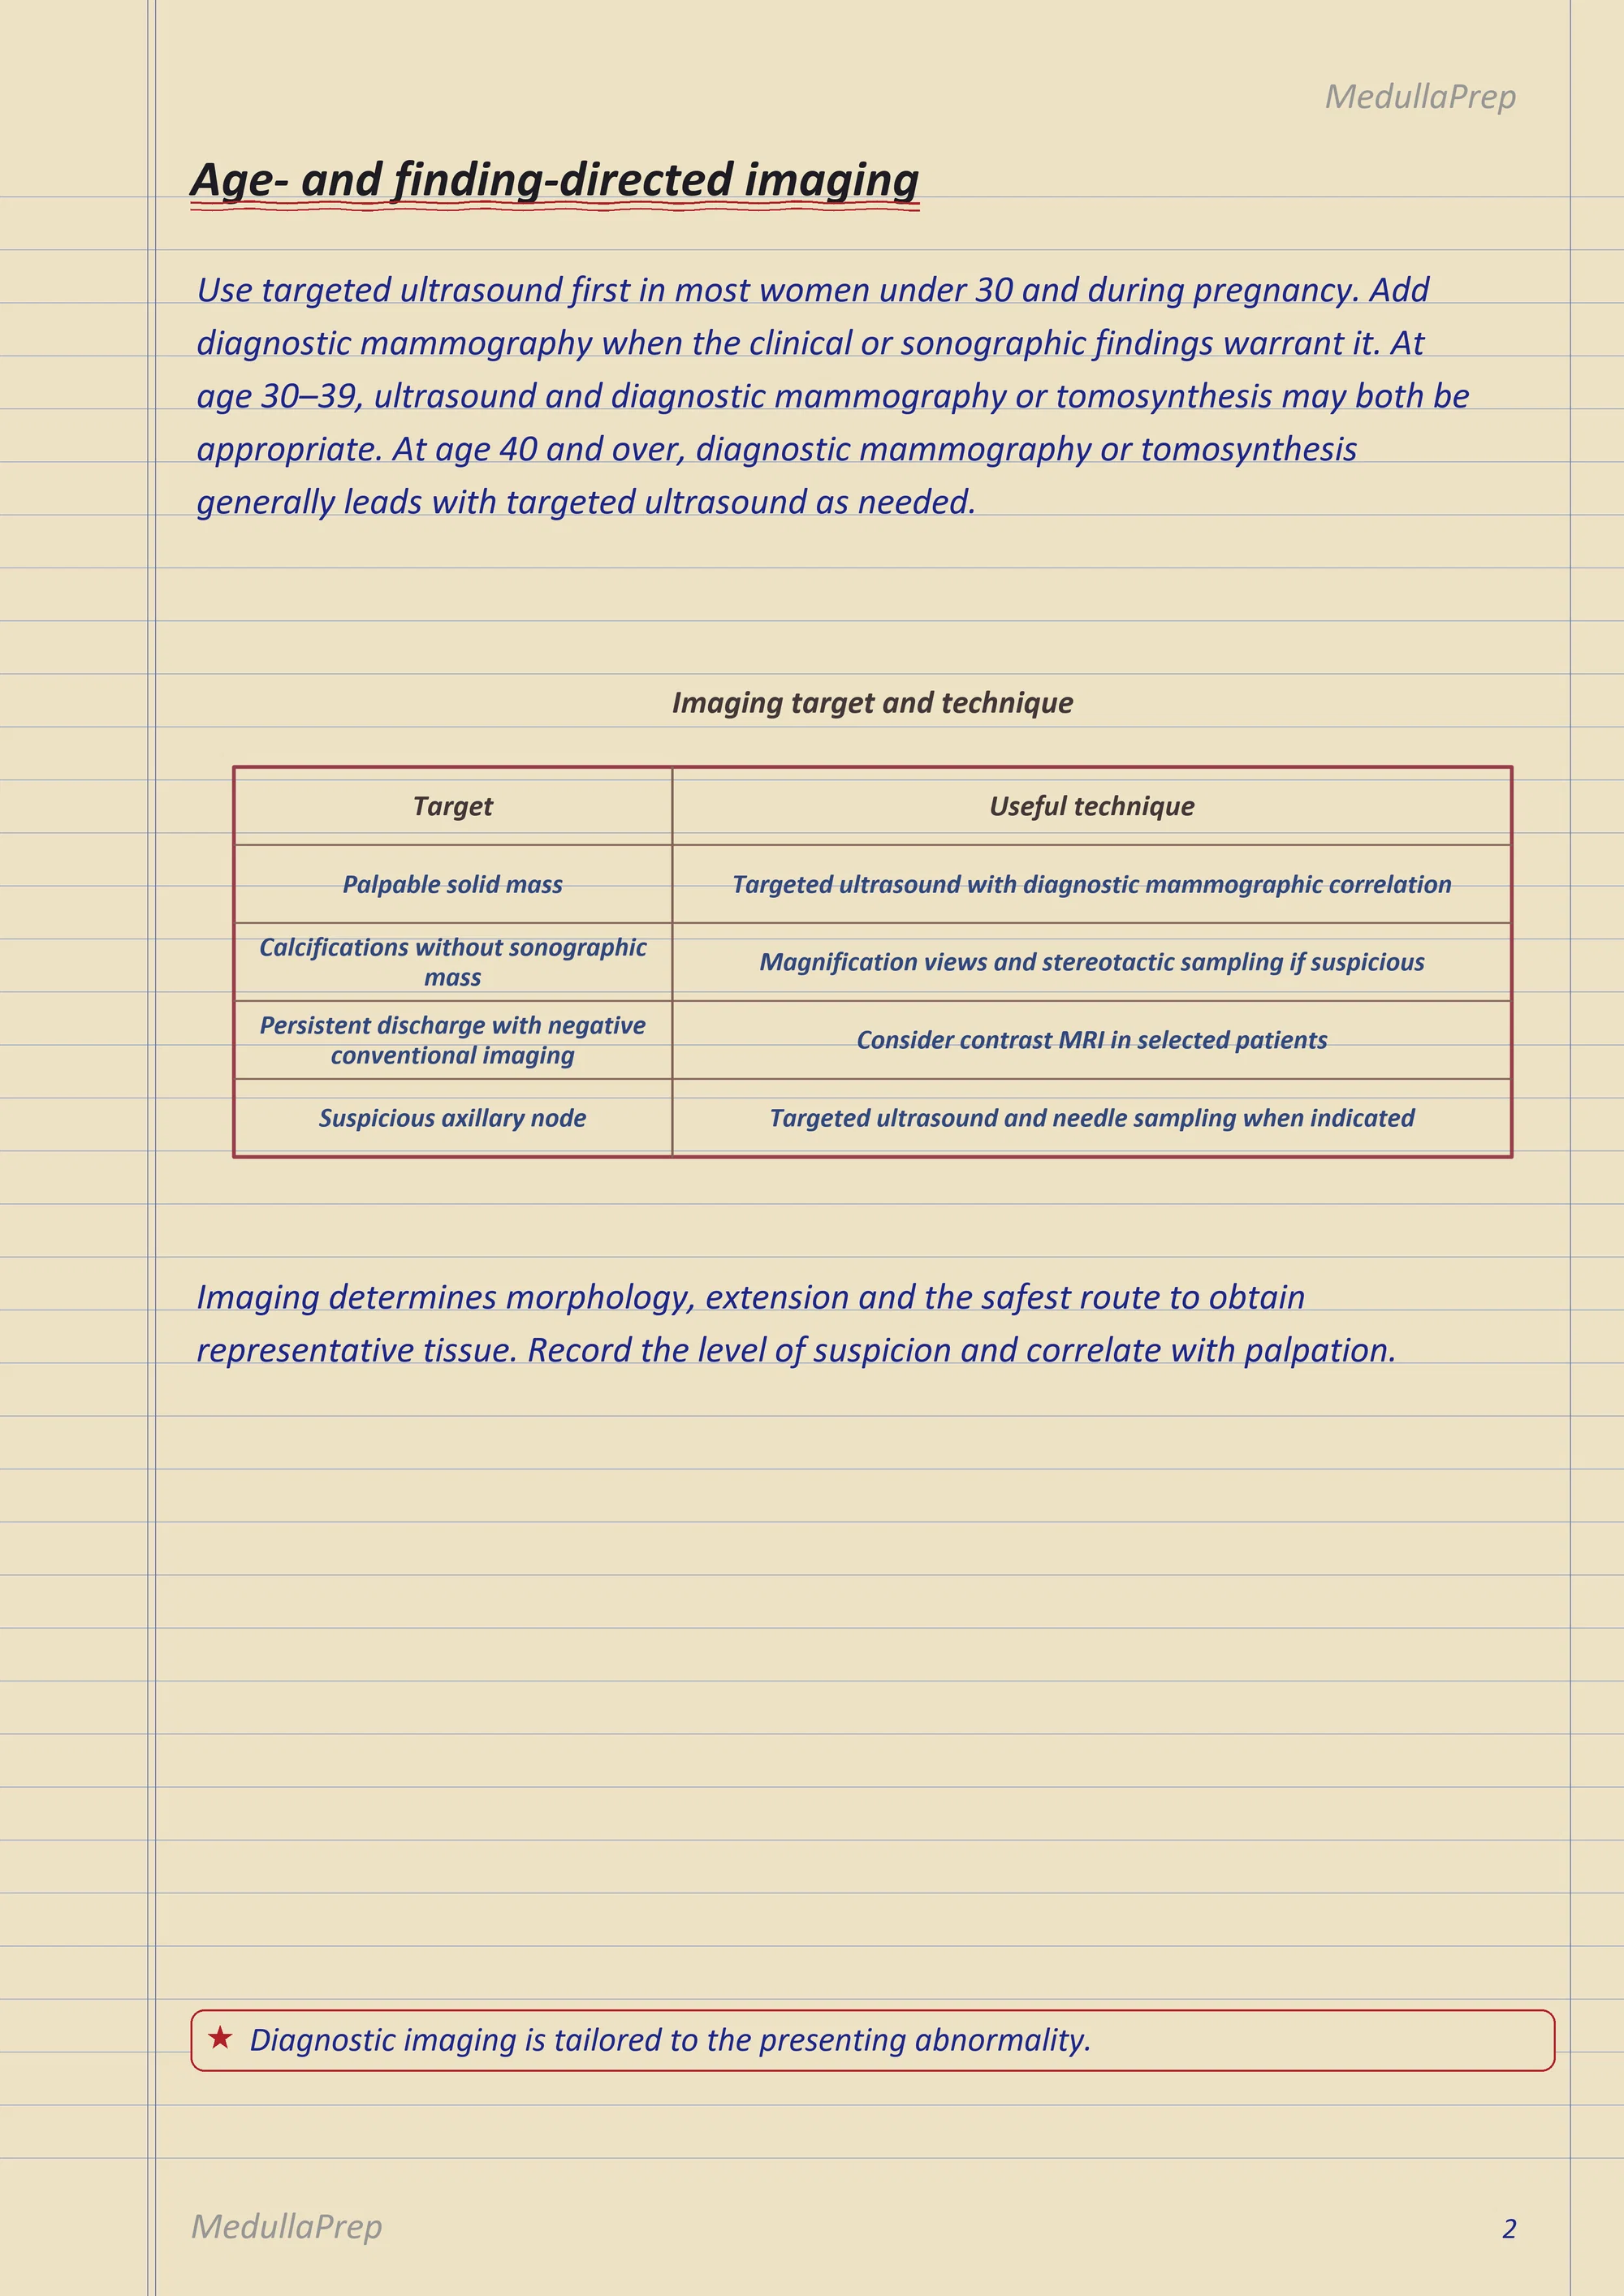 MedullaPrep
Age- and finding-directed imaging
Use targeted ultrasound first in most women under 30 and during pregnancy. Add
diagnostic mammography when the clinical or sonographic findings warrant it. At
age 30–39, ultrasound and diagnostic mammography or tomosynthesis may both be
appropriate. At age 40 and over, diagnostic mammography or tomosynthesis
generally leads with targeted ultrasound as needed.
Imaging target and technique
Target Useful technique
Palpable solid mass Targeted ultrasound with diagnostic mammographic correlation
Calcifications without sonographic
mass
Magnification views and stereotactic sampling if suspicious
Persistent discharge with negative
conventional imaging
Consider contrast MRI in selected patients
Suspicious axillary node Targeted ultrasound and needle sampling when indicated
Imaging determines morphology, extension and the safest route to obtain
representative tissue. Record the level of suspicion and correlate with palpation.
★ Diagnostic imaging is tailored to the presenting abnormality.
MedullaPrep 2